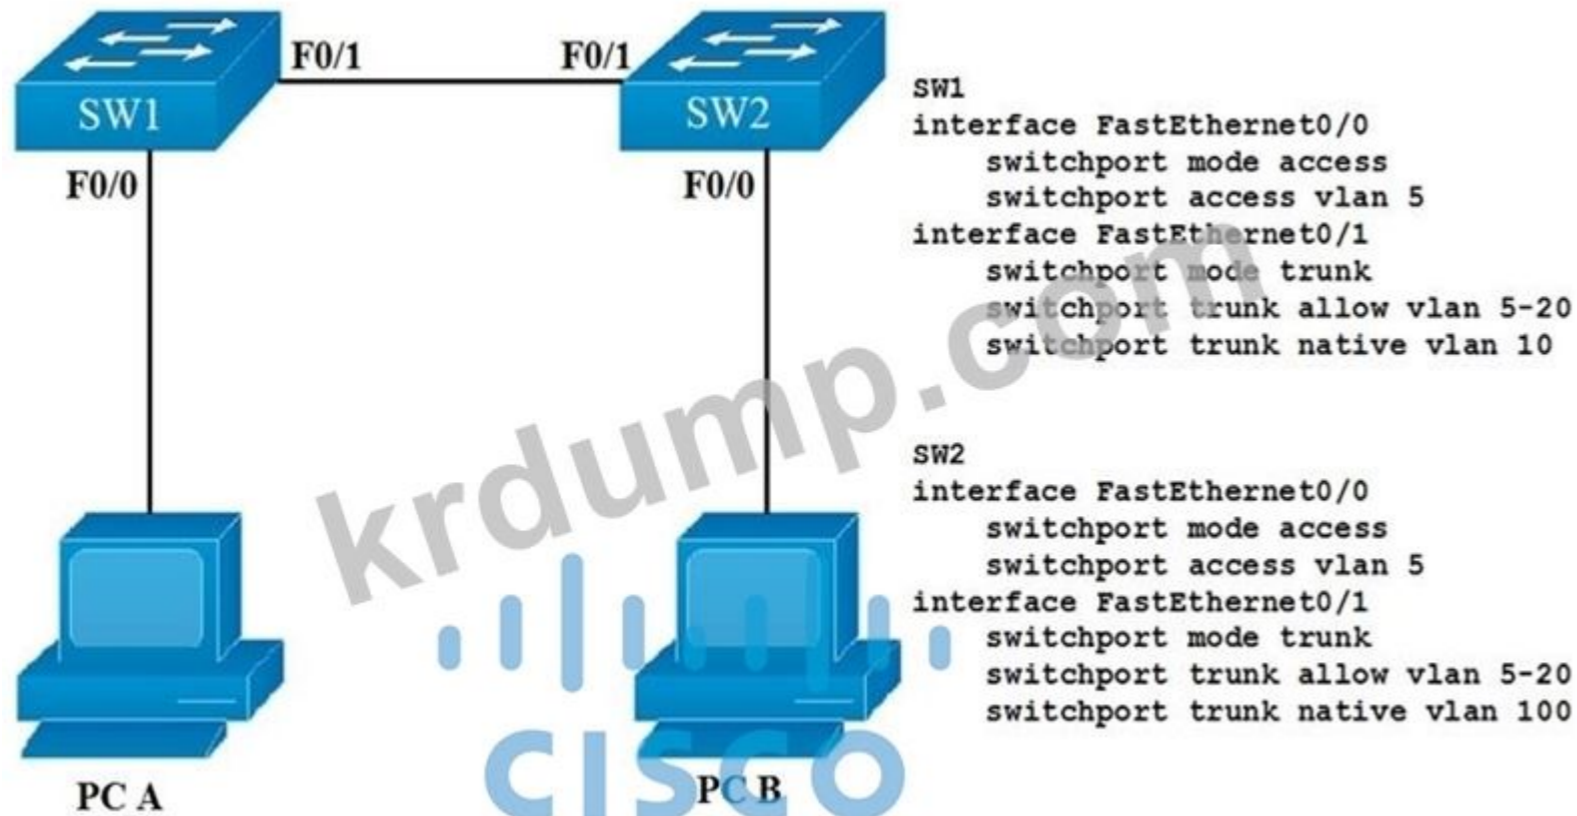 F0/1
F0/1
SW1
SW2
F0/0
F0/0
SW1
interface FastEthernet0/0
switchport mode access
switchport access vlan 5
interface FastEthernet0/1
switchport mode trunk
switchport trunk allow vlan 5-20
switchport trunk native vlan 10
SW2
interface FastEthernet0/0
switchport mode access
switchport access vlan 5
interface FastEthernet0/1
switchport mode trunk
switchport trunk allow vlan 5-20
switchport trunk native vlan 100
krdump.com
CISCO
PC A
PC B